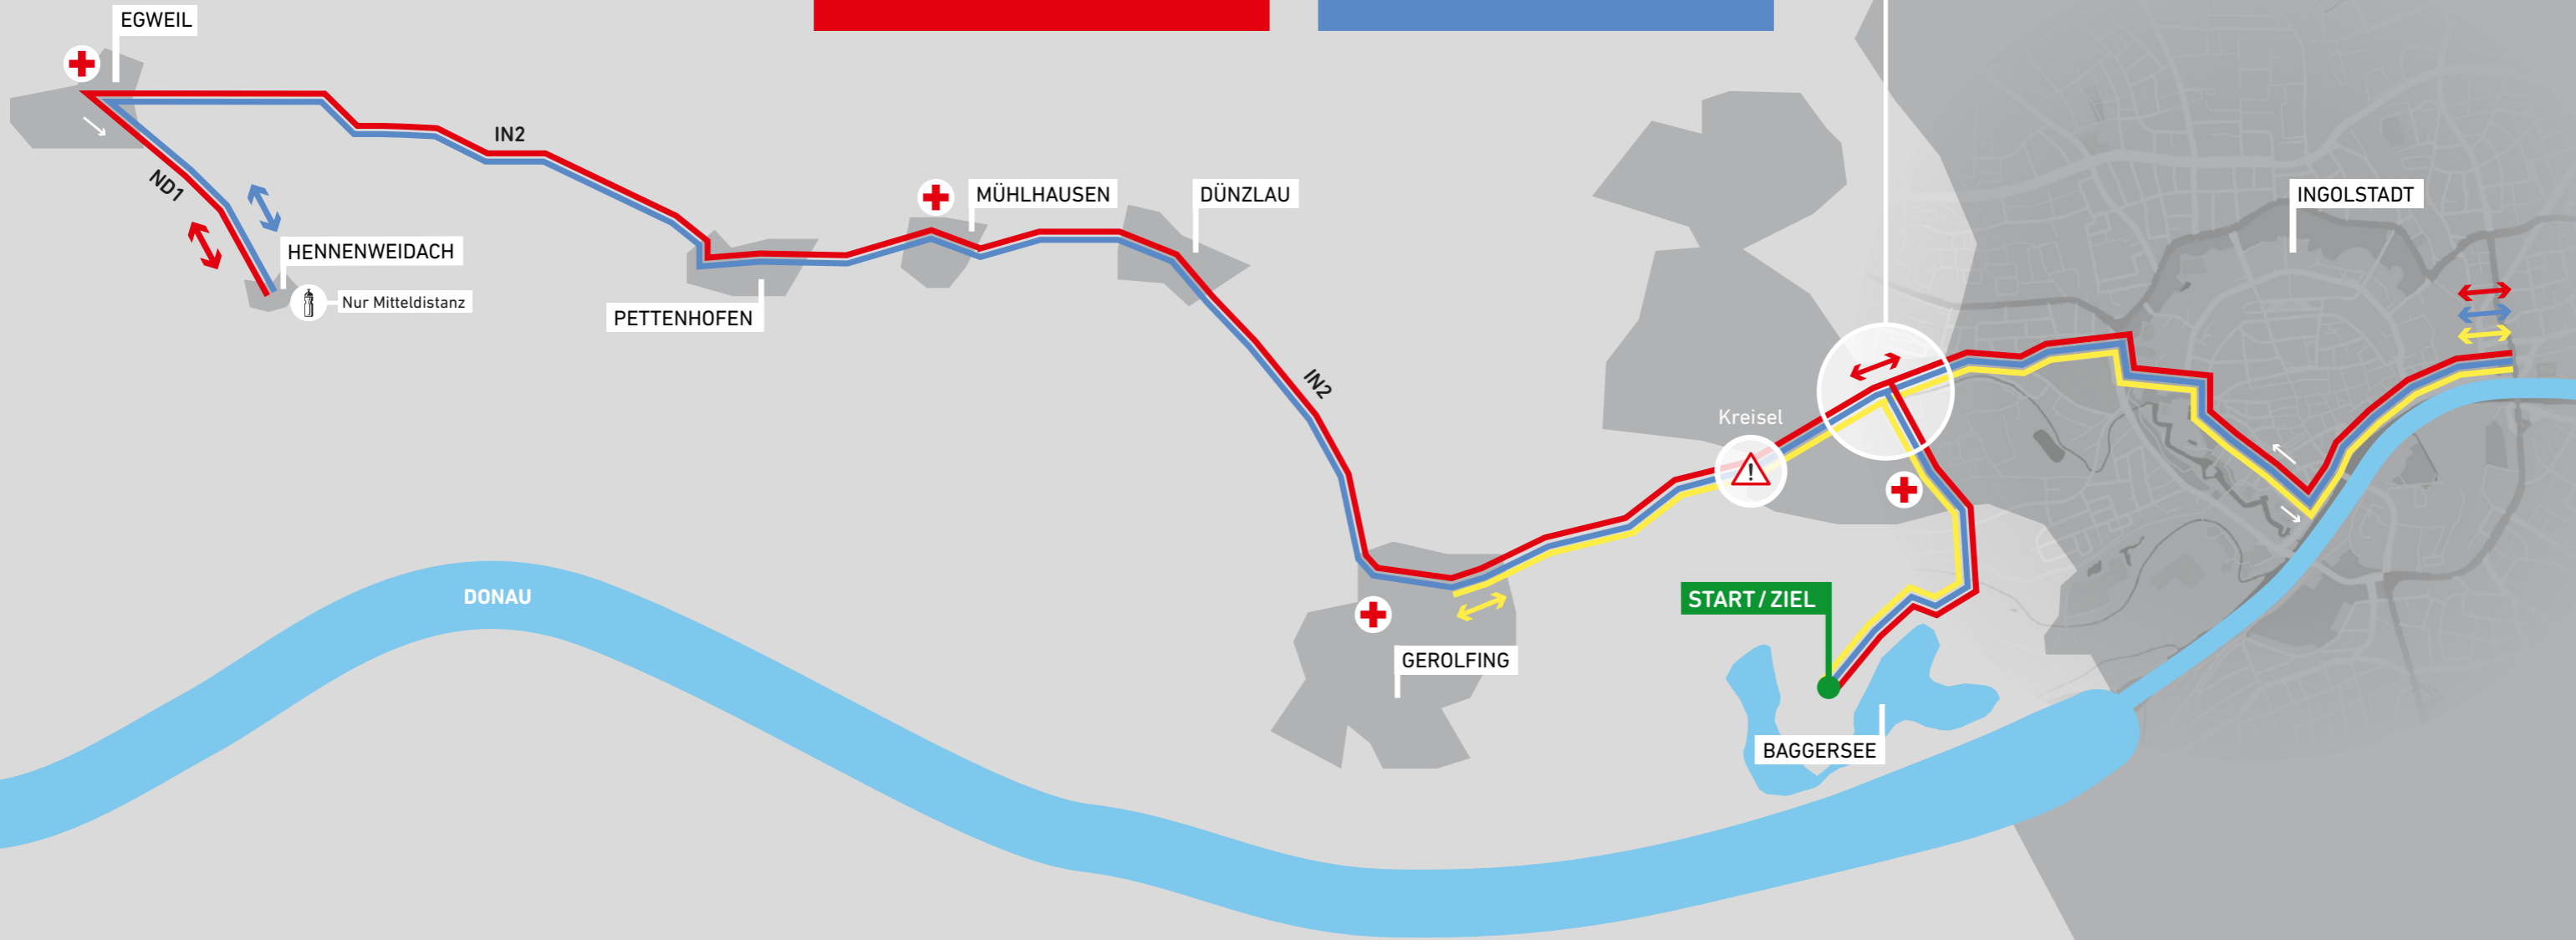 EGWEIL
IN2
ND1
MÜHLHAUSEN
DÜNZLAU
INGOLSTADT
HENNENWEIDACH
Nur Mitteldistanz
PETTENHOFEN
IN2
Kreisel
!
DONAU
START / ZIEL
GEROLFING
BAGGERSEE